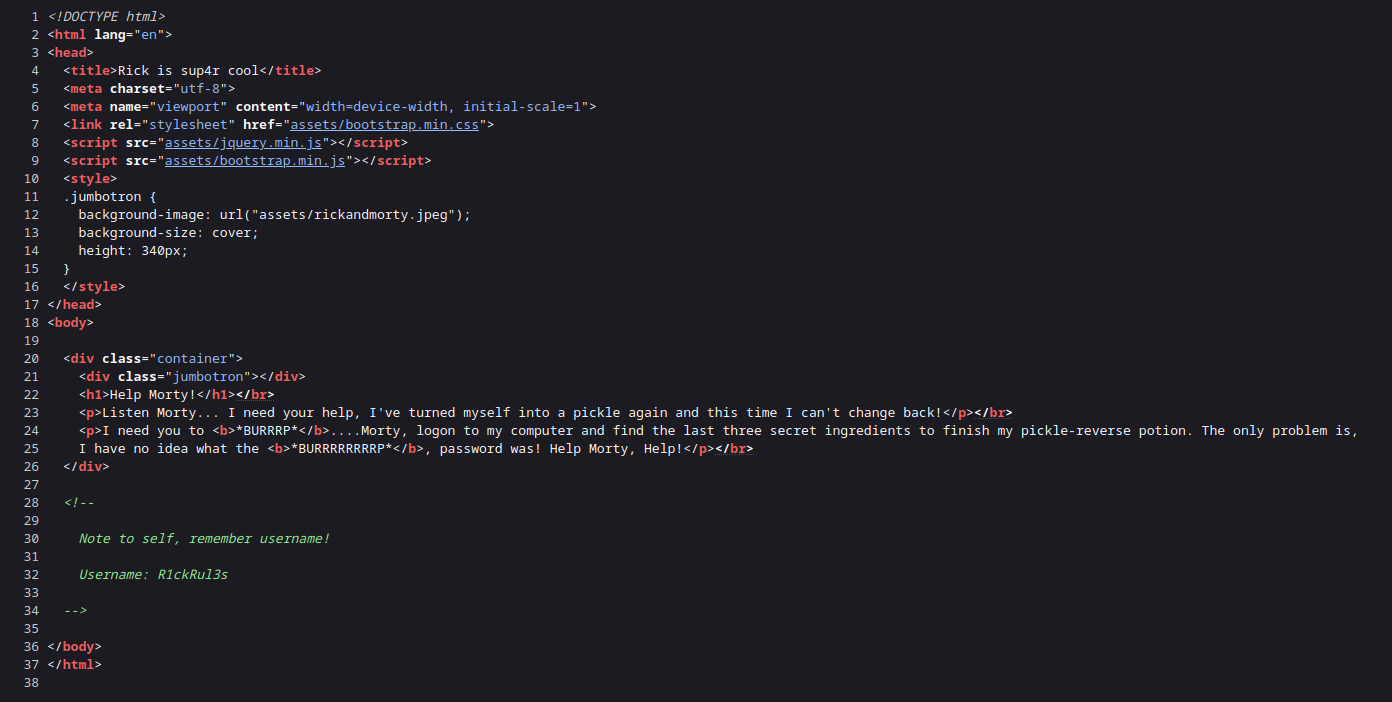 1 <!DOCTYPE html>
2 <html lang="en">
3 <head>
4   <title>Rick is sup4r cool</title>
5   <meta charset="utf-8">
6   <meta name="viewport" content="width=device-width, initial-scale=1">
7   <link rel="stylesheet" href="assets/bootstrap.min.css">
8   <script src="assets/jquery.min.js"></script>
9   <script src="assets/bootstrap.min.js"></script>
10   <style>
11   .jumbotron {
12     background-image: url("assets/rickandmorty.jpeg");
13     background-size: cover;
14     height: 340px;
15   }
16   </style>
17 </head>
18 <body>
19
20   <div class="container">
21     <div class="jumbotron"></div>
22     <h1>Help Morty!</h1></br>
23     <p>Listen Morty... I need your help, I've turned myself into a pickle again and this time I can't change back!</p></br>
24     <p>I need you to <b>*BURRRP*</b>....Morty, logon to my computer and find the last three secret ingredients to finish my pickle-reverse potion. The only problem is,
25     I have no idea what the <b>*BURRRRRRRRP*</b>, password was! Help Morty, Help!</p></br>
26   </div>
27
28   <!--
29
30     Note to self, remember username!
31
32     Username: R1ckRul3s
33
34   -->
35
36 </body>
37 </html>
38